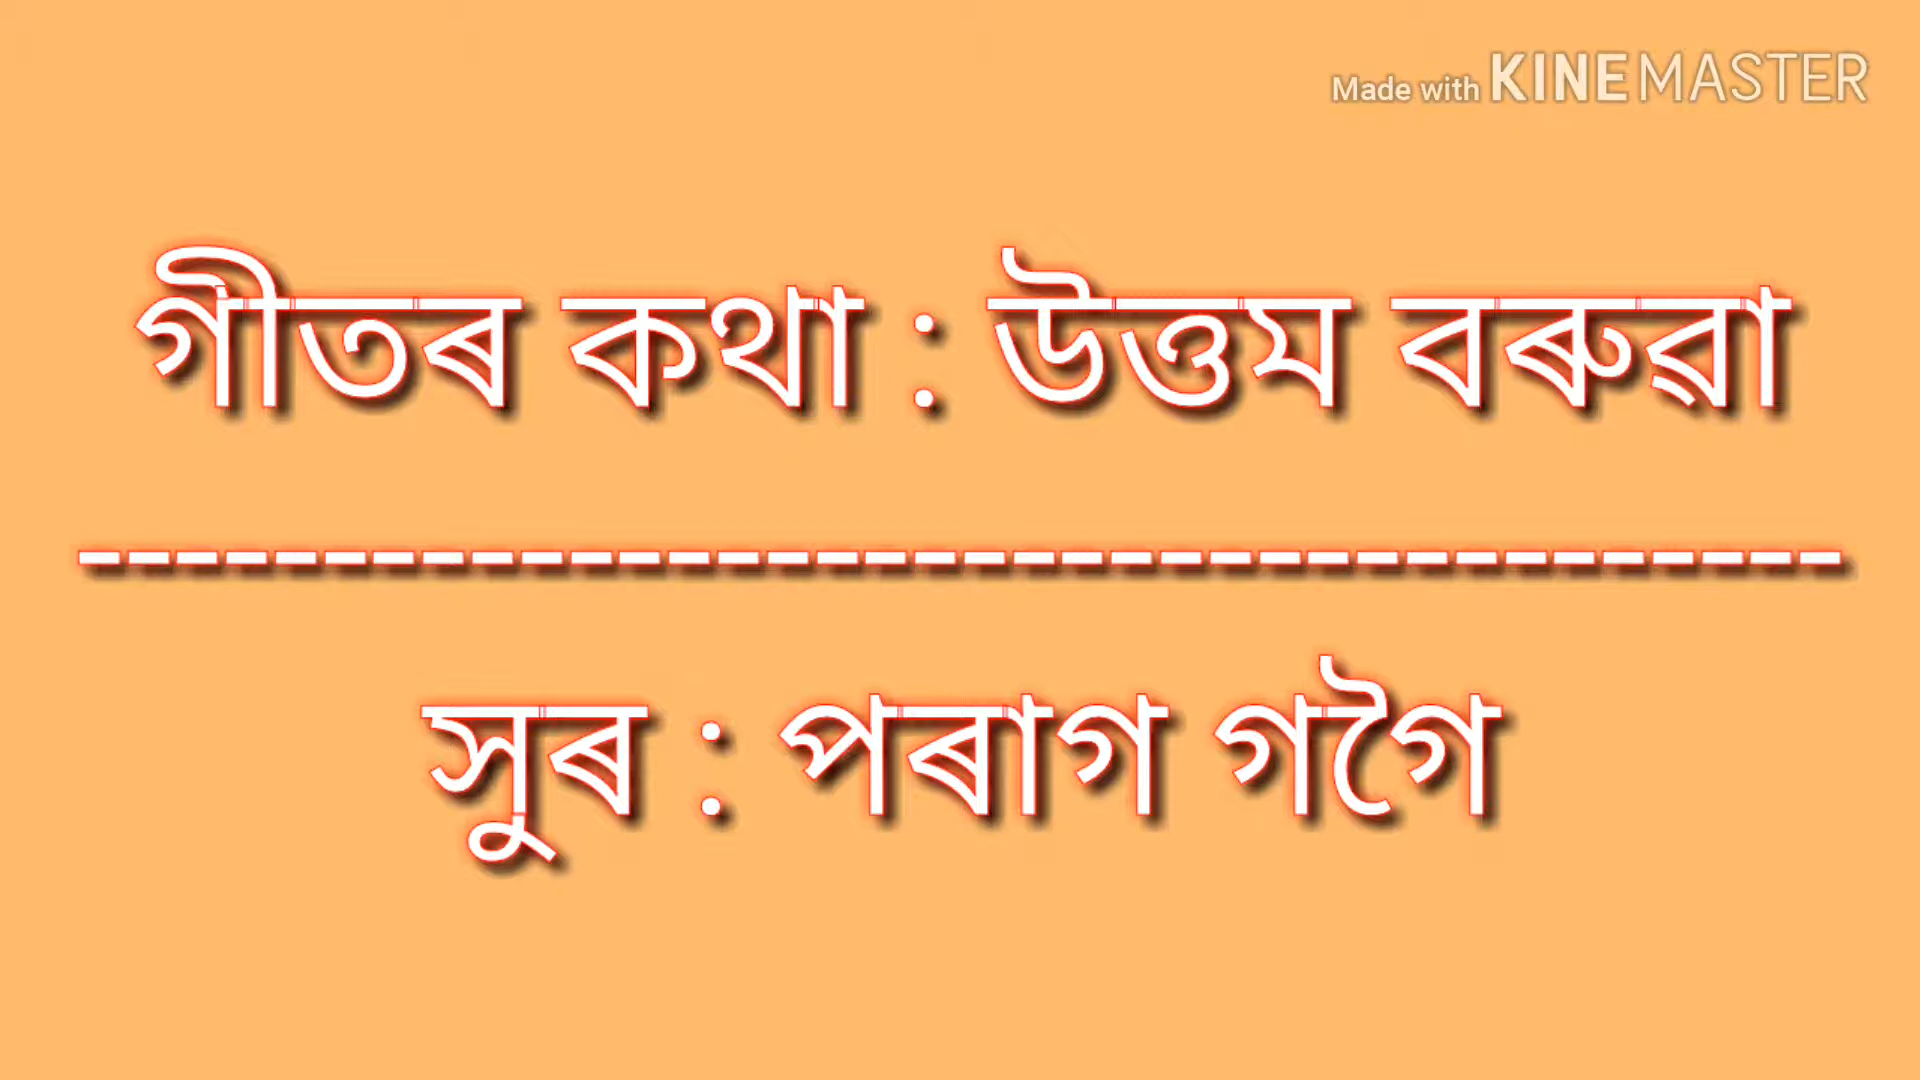 Made with KINEMASTER
গীতৰ কথা : উত্তম বৰুৱা
------------------------------------
সুৰ : পৰাগ গগৈ